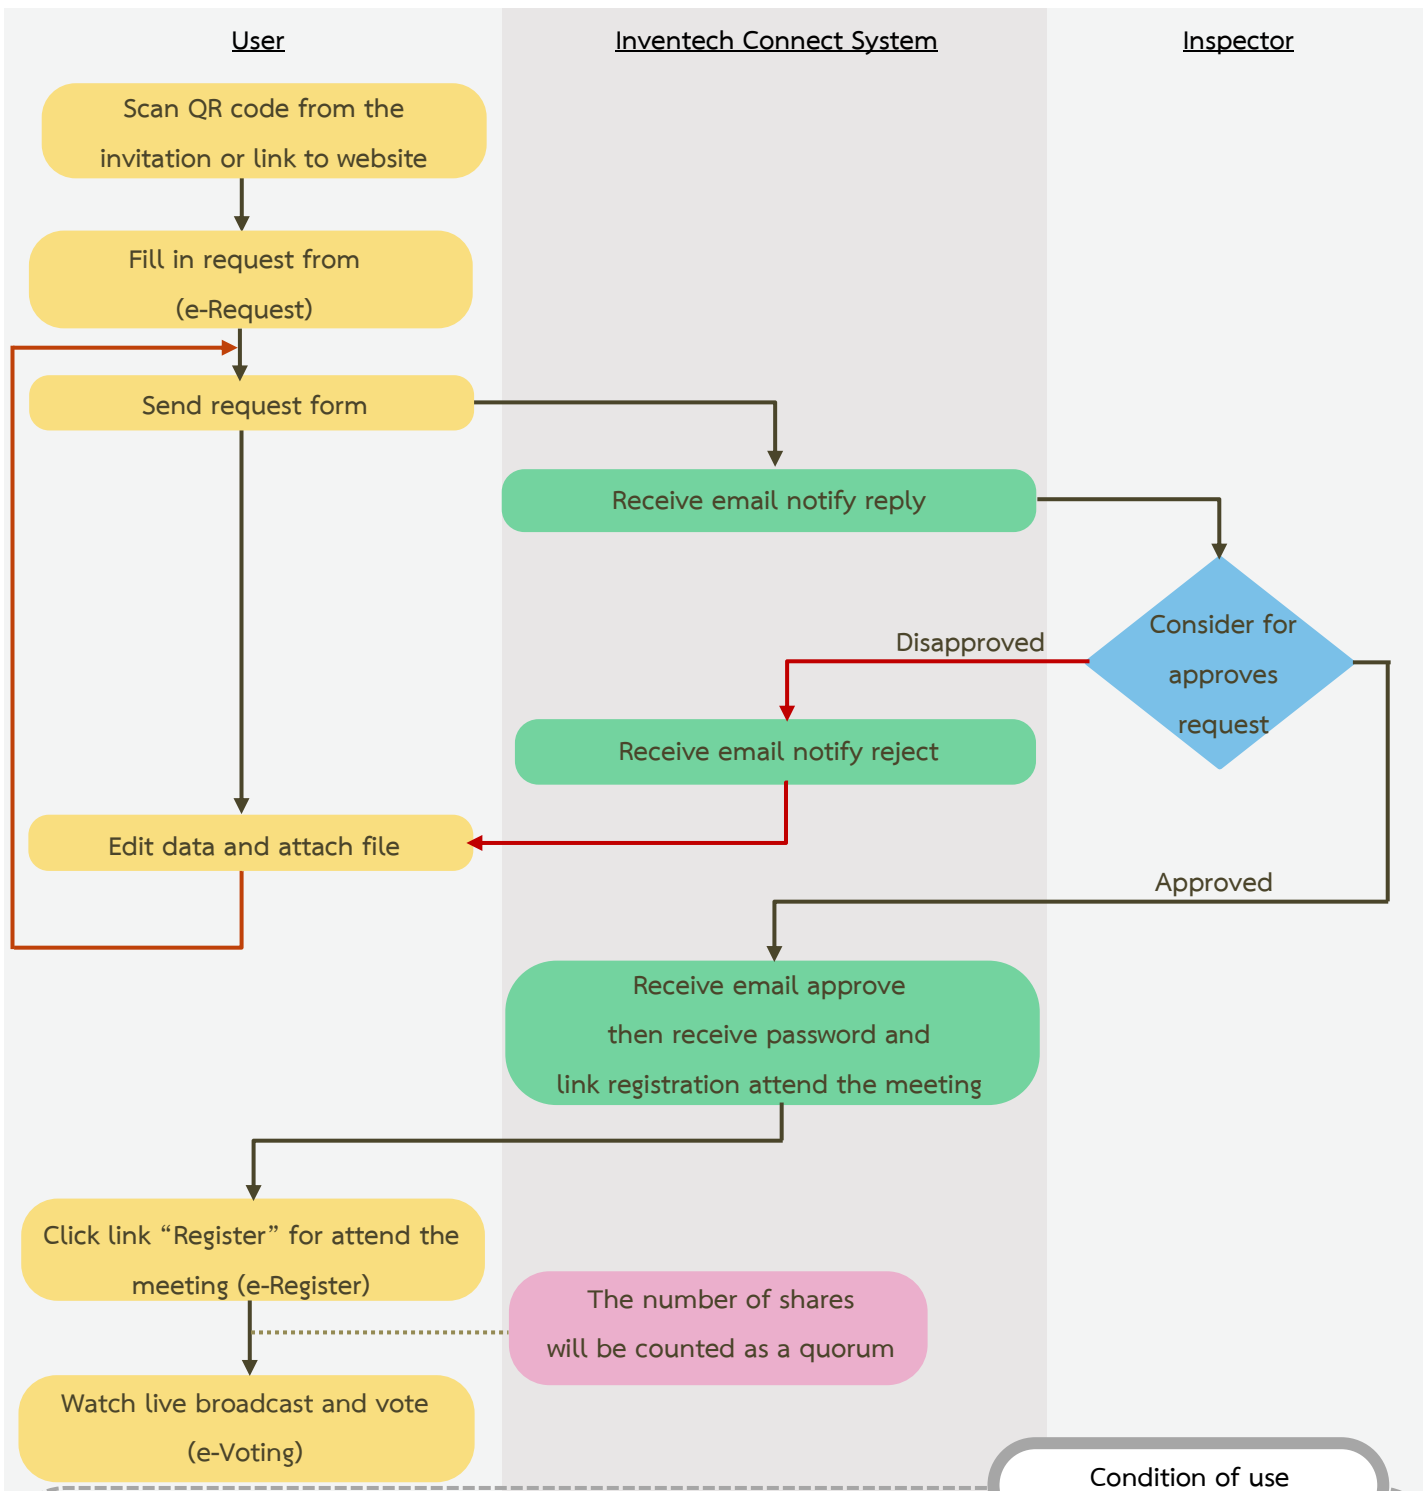 User
Inventech Connect System
Inspector
Scan QR code from the
invitation or link to website
Fill in request from
(e-Request)
Send request form
Receive email notify reply
Consider for
approves
request
Disapproved
Receive email notify reject
Edit data and attach file
Approved
Receive email approve
then receive password and
link registration attend the meeting
Click link “Register” for attend the
meeting (e-Register)
The number of shares
will be counted as a quorum
Watch live broadcast and vote
(e-Voting)
Condition of use